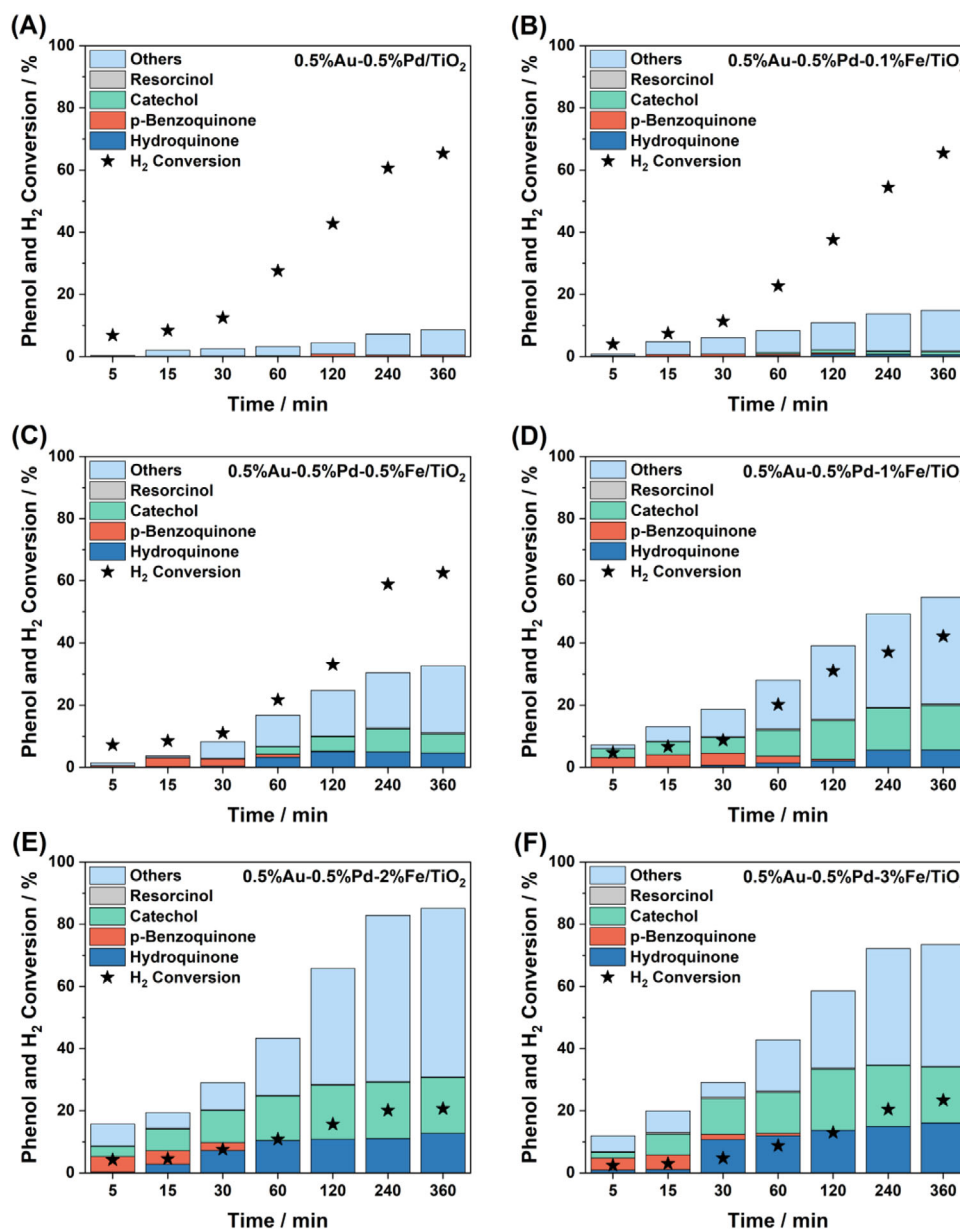 (A)
100
80
60
40
20
0
Phenol and H₂ Conversion / %
Others
Resorcinol
Catechol
p-Benzoquinone
Hydroquinone
H₂ Conversion
0.5%Au-0.5%Pd/TiO₂
5 15 30 60 120 240 360
Time / min
(B)
100
80
60
40
20
0
Phenol and H₂ Conversion / %
Others
Resorcinol
Catechol
p-Benzoquinone
Hydroquinone
H₂ Conversion
0.5%Au-0.5%Pd-0.1%Fe/TiO₂
5 15 30 60 120 240 360
Time / min
(C)
100
80
60
40
20
0
Phenol and H₂ Conversion / %
Others
Resorcinol
Catechol
p-Benzoquinone
Hydroquinone
H₂ Conversion
0.5%Au-0.5%Pd-0.5%Fe/TiO₂
5 15 30 60 120 240 360
Time / min
(D)
100
80
60
40
20
0
Phenol and H₂ Conversion / %
Others
Resorcinol
Catechol
p-Benzoquinone
Hydroquinone
H₂ Conversion
0.5%Au-0.5%Pd-1%Fe/TiO₂
5 15 30 60 120 240 360
Time / min
(E)
100
80
60
40
20
0
Phenol and H₂ Conversion / %
Others
Resorcinol
Catechol
p-Benzoquinone
Hydroquinone
H₂ Conversion
0.5%Au-0.5%Pd-2%Fe/TiO₂
5 15 30 60 120 240 360
Time / min
(F)
100
80
60
40
20
0
Phenol and H₂ Conversion / %
Others
Resorcinol
Catechol
p-Benzoquinone
Hydroquinone
H₂ Conversion
0.5%Au-0.5%Pd-3%Fe/TiO₂
5 15 30 60 120 240 360
Time / min